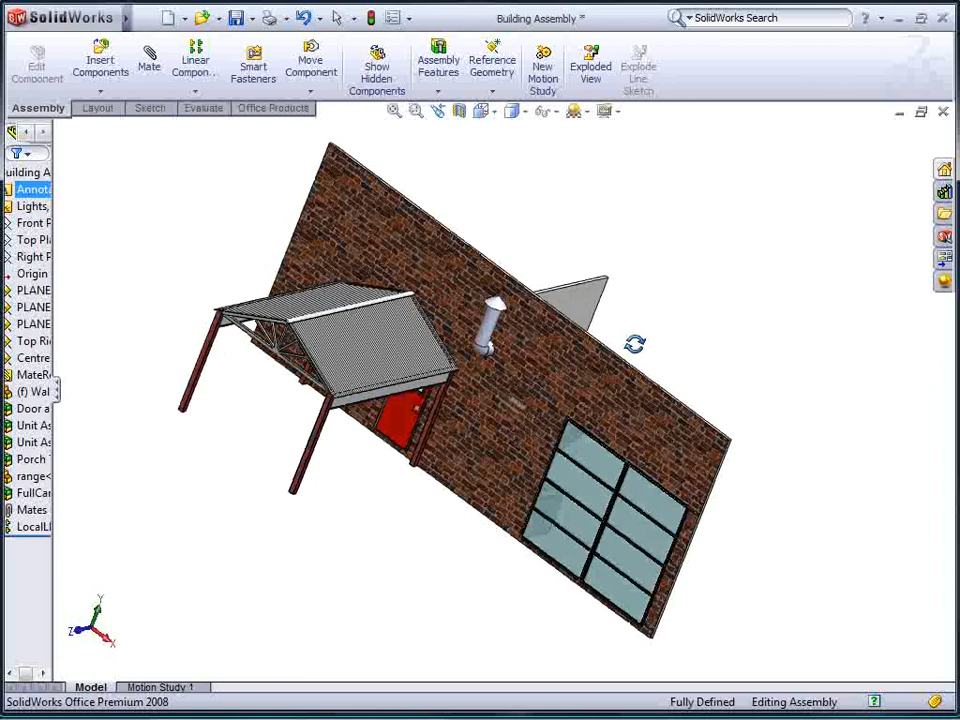 SolidWorks
Building Assembly *
SolidWorks Search
Edit Component
Insert Components
Mate
Linear Compon...
Smart Fasteners
Move Component
Show Hidden Components
Assembly Features
Reference Geometry
New Motion Study
Exploded View
Explode Line Sketch
Assembly Layout Sketch Evaluate Office Products
uilding A
Annota
Lights,
Front P
Top Pla
Right P
Origin
PLANE
PLANE
PLANE
Top Ri
Centre
MateR
(f) Wal
Door a
Unit As
Unit As
Porch
range<
FullCar
Mates
LocalL
Y
Z
X
Model Motion Study 1
SolidWorks Office Premium 2008
Fully Defined Editing Assembly